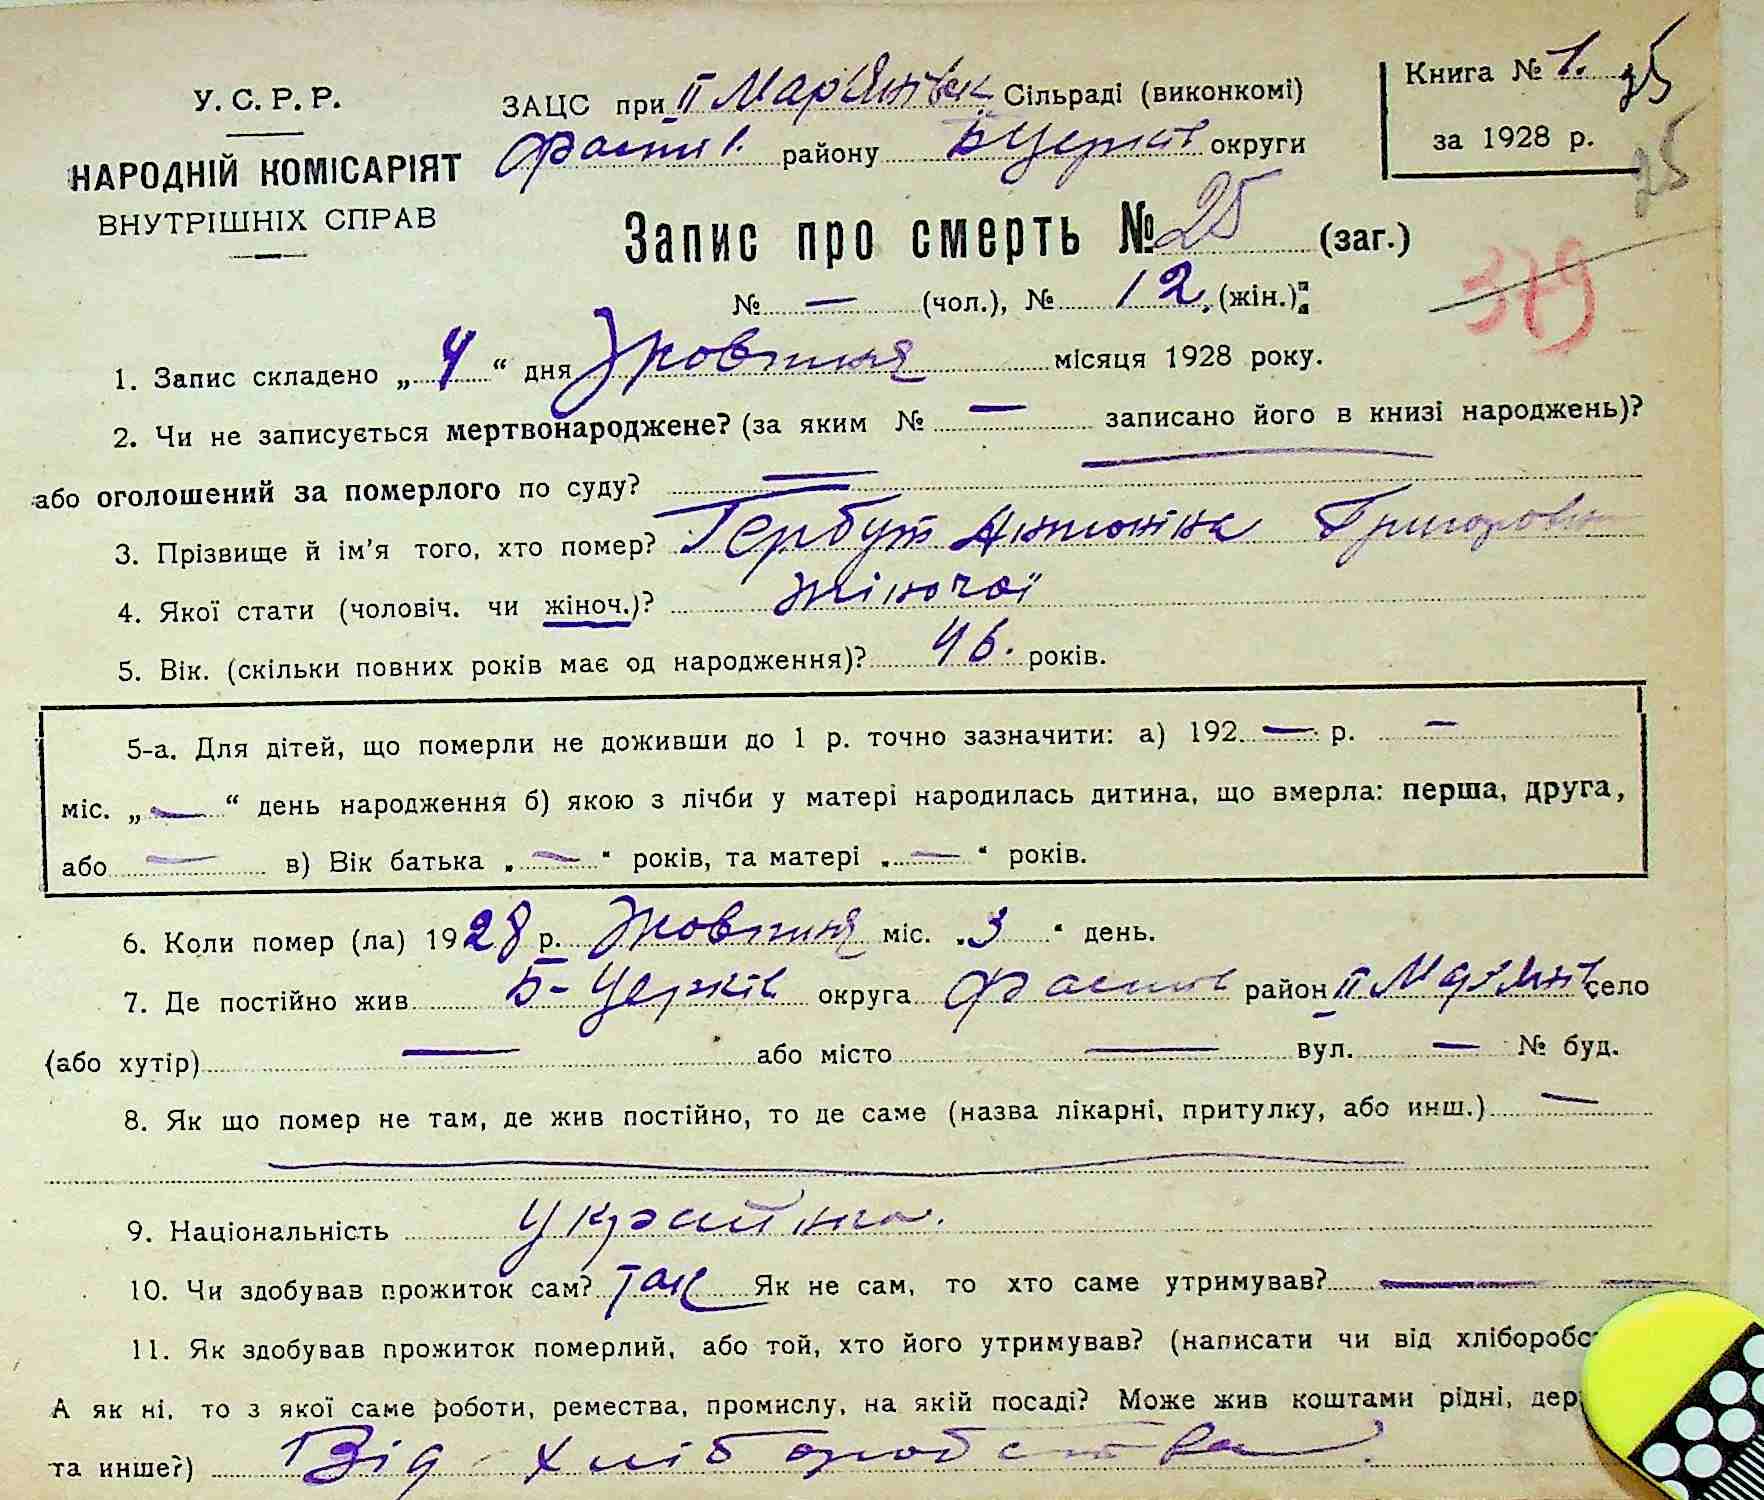 У. С. Р. Р.
НАРОДНІЙ КОМІСАРІЯТ
ВНУТРІШНІХ СПРАВ
ЗАЦС при ІІ Мар'янівск Сільраді (виконкомі)
Фастів. району Б Церків округи
Книга № 1. 25
за 1928 р.
25
Запис про смерть № 25 (заг.)
379
№ — (чол.), № 12, (жін.):
1. Запис складено „ 4 “ дня Жовтня місяця 1928 року.
2. Чи не записується мертвонароджене? (за яким № — записано його в книзі народжень)?
або оголошений за померлого по суду? —
3. Прізвище й ім'я того, хто помер? Гербут Антоніна Григоровн
4. Якої стати (чоловіч. чи жіноч.)? жіночої
5. Вік. (скільки повних років має од народження)? 46. років.
5-а. Для дітей, що померли не доживши до 1 р. точно зазначити: а) 192 — р. —
міс. „ — “ день народження б) якою з лічби у матері народилась дитина, що вмерла: перша, друга,
або — в) Вік батька „ — “ років, та матері „ — “ років.
6. Коли помер (ла) 1928 р. Жовтня міс. „ 3 “ день.
7. Де постійно жив Б-Церків округа Фастів район ІІ Мар'янів село
(або хутір) — або місто — вул. — № буд.
8. Як що помер не там, де жив постійно, то де саме (назва лікарні, притулку, або инш.) —
9. Національність Українка.
10. Чи здобував прожиток сам? Так Як не сам, то хто саме утримував? —
11. Як здобував прожиток померлий, або той, хто його утримував? (написати чи від хліборобс
А як ні, то з якої саме роботи, ремества, промислу, на якій посаді? Може жив коштами рідні, дер
та инше?) Від хліборобства.